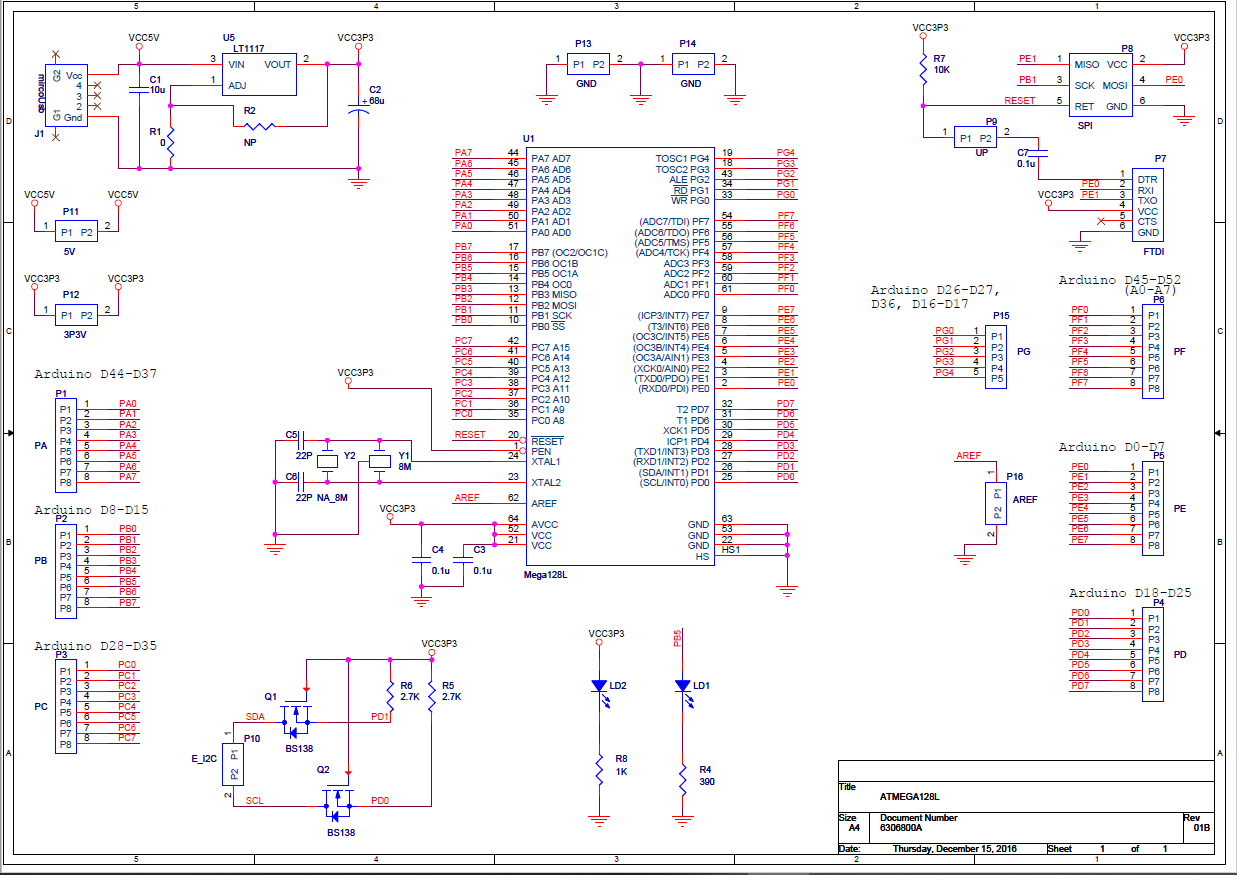 5 4 3 2 1
D
C
B
A
VCC5V
U5
LT1117
VCC3P3
3 VIN VOUT 2
1 ADJ
mircoUSB
G2
Vcc
4
3
2
Gnd
G1
J1
C1
10u
R1
0
R2
NP
C2
+ 68u
P13
1 P1 P2 2
GND
P14
1 P1 P2 2
GND
VCC3P3
R7
10K
VCC3P3
P8
PE1 1 MISO VCC 2
PB1 3 SCK MOSI 4 PE0
RESET 5 RET GND 6
SPI
P9
1 P1 P2 2
UP
C7
0.1u
P7
1 DTR
PE0 2 RXI
PE1 3 TXO
VCC3P3 4 VCC
5 CTS
6 GND
FTDI
VCC5V VCC5V
P11
1 P1 P2 2
5V
VCC3P3 VCC3P3
P12
1 P1 P2 2
3P3V
U1
PA7 44 PA7 AD7
PA6 45 PA6 AD6
PA5 46 PA5 AD5
PA4 47 PA4 AD4
PA3 48 PA3 AD3
PA2 49 PA2 AD2
PA1 50 PA1 AD1
PA0 51 PA0 AD0
PB7 17 PB7 (OC2/OC1C)
PB6 16 PB6 OC1B
PB5 15 PB5 OC1A
PB4 14 PB4 OC0
PB3 13 PB3 MISO
PB2 12 PB2 MOSI
PB1 11 PB1 SCK
PB0 10 PB0 SS
PC7 42 PC7 A15
PC6 41 PC6 A14
PC5 40 PC5 A13
PC4 39 PC4 A12
PC3 38 PC3 A11
PC2 37 PC2 A10
PC1 36 PC1 A9
PC0 35 PC0 A8
RESET 20 RESET
1 PEN
24 XTAL1
23 XTAL2
AREF 62 AREF
64 AVCC
52 VCC
21 VCC
Mega128L
TOSC1 PG4 19 PG4
TOSC2 PG3 18 PG3
ALE PG2 43 PG2
RD PG1 34 PG1
WR PG0 33 PG0
(ADC7/TDI) PF7 54 PF7
(ADC6/TDO) PF6 55 PF6
(ADC5/TMS) PF5 56 PF5
(ADC4/TCK) PF4 57 PF4
ADC3 PF3 58 PF3
ADC2 PF2 59 PF2
ADC1 PF1 60 PF1
ADC0 PF0 61 PF0
(ICP3/INT7) PE7 9 PE7
(T3/INT6) PE6 8 PE6
(OC3C/INT5) PE5 7 PE5
(OC3B/INT4) PE4 6 PE4
(OC3A/AIN1) PE3 5 PE3
(XCK0/AIN0) PE2 4 PE2
(TXD0/PDO) PE1 3 PE1
(RXD0/PDI) PE0 2 PE0
T2 PD7 32 PD7
T1 PD6 31 PD6
XCK1 PD5 30 PD5
ICP1 PD4 29 PD4
(TXD1/INT3) PD3 28 PD3
(RXD1/INT2) PD2 27 PD2
(SDA/INT1) PD1 26 PD1
(SCL/INT0) PD0 25 PD0
GND 63
GND 53
GND 22
HS HS1
VCC3P3
C5
22P
C6
22P
Y2
NA_8M
Y1
8M
VCC3P3
C4
0.1u
C3
0.1u
Arduino D44-D37
P1
PA
P1 1 PA0
P2 2 PA1
P3 3 PA2
P4 4 PA3
P5 5 PA4
P6 6 PA5
P7 7 PA6
P8 8 PA7
Arduino D8-D15
P2
PB
P1 1 PB0
P2 2 PB1
P3 3 PB2
P4 4 PB3
P5 5 PB4
P6 6 PB5
P7 7 PB6
P8 8 PB7
Arduino D28-D35
P3
PC
P1 1 PC0
P2 2 PC1
P3 3 PC2
P4 4 PC3
P5 5 PC4
P6 6 PC5
P7 7 PC6
P8 8 PC7
Arduino D26-D27,
D36, D16-D17
P15
PG
PG0 1 P1
PG1 2 P2
PG2 3 P3
PG3 4 P4
PG4 5 P5
Arduino D45-D52
(A0-A7)
P6
PF
PF0 1 P1
PF1 2 P2
PF2 3 P3
PF3 4 P4
PF4 5 P5
PF5 6 P6
PF6 7 P7
PF7 8 P8
Arduino D0-D7
P5
PE
PE0 1 P1
PE1 2 P2
PE2 3 P3
PE3 4 P4
PE4 5 P5
PE5 6 P6
PE6 7 P7
PE7 8 P8
AREF
P16
1 P1 P2 2
AREF
Arduino D18-D25
P4
PD
PD0 1 P1
PD1 2 P2
PD2 3 P3
PD3 4 P4
PD4 5 P5
PD5 6 P6
PD6 7 P7
PD7 8 P8
VCC3P3
R6
2.7K
R5
2.7K
Q1
SDA
PD1
BS138
P10
1 P1 P2 2
E_I2C
Q2
SCL
PD0
BS138
VCC3P3
LD2
R8
1K
PB5
LD1
R4
390
Title
ATMEGA128L
Size
A4
Document Number
6306800A
Rev
01B
Date: Thursday, December 15, 2016 Sheet 1 of 1
5 4 3 2 1
D
C
B
A